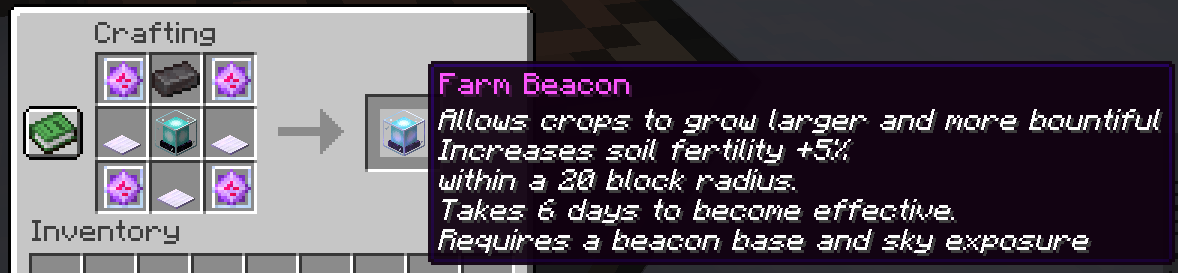 Crafting
Farm Beacon
Allows crops to grow larger and more bountiful
Increases soil fertility +5%
within a 20 block radius.
Takes 6 days to become effective.
Requires a beacon base and sky exposure
Inventory